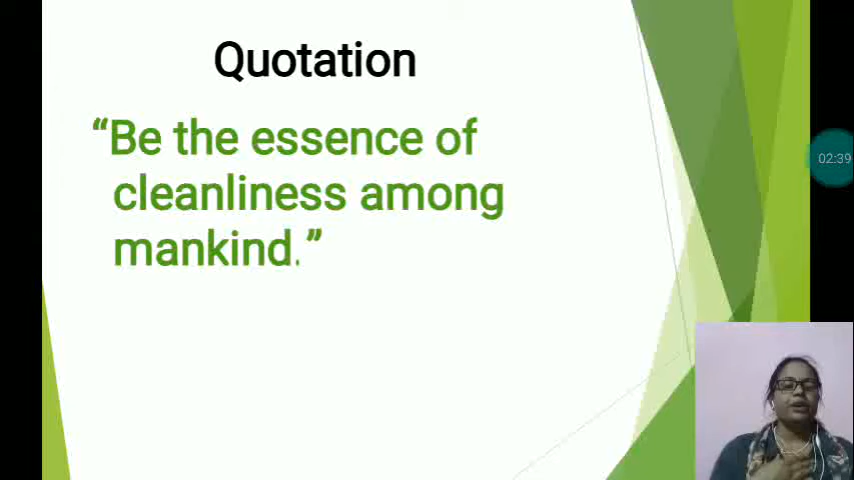 Quotation
“Be the essence of
cleanliness among
mankind.”
02:39